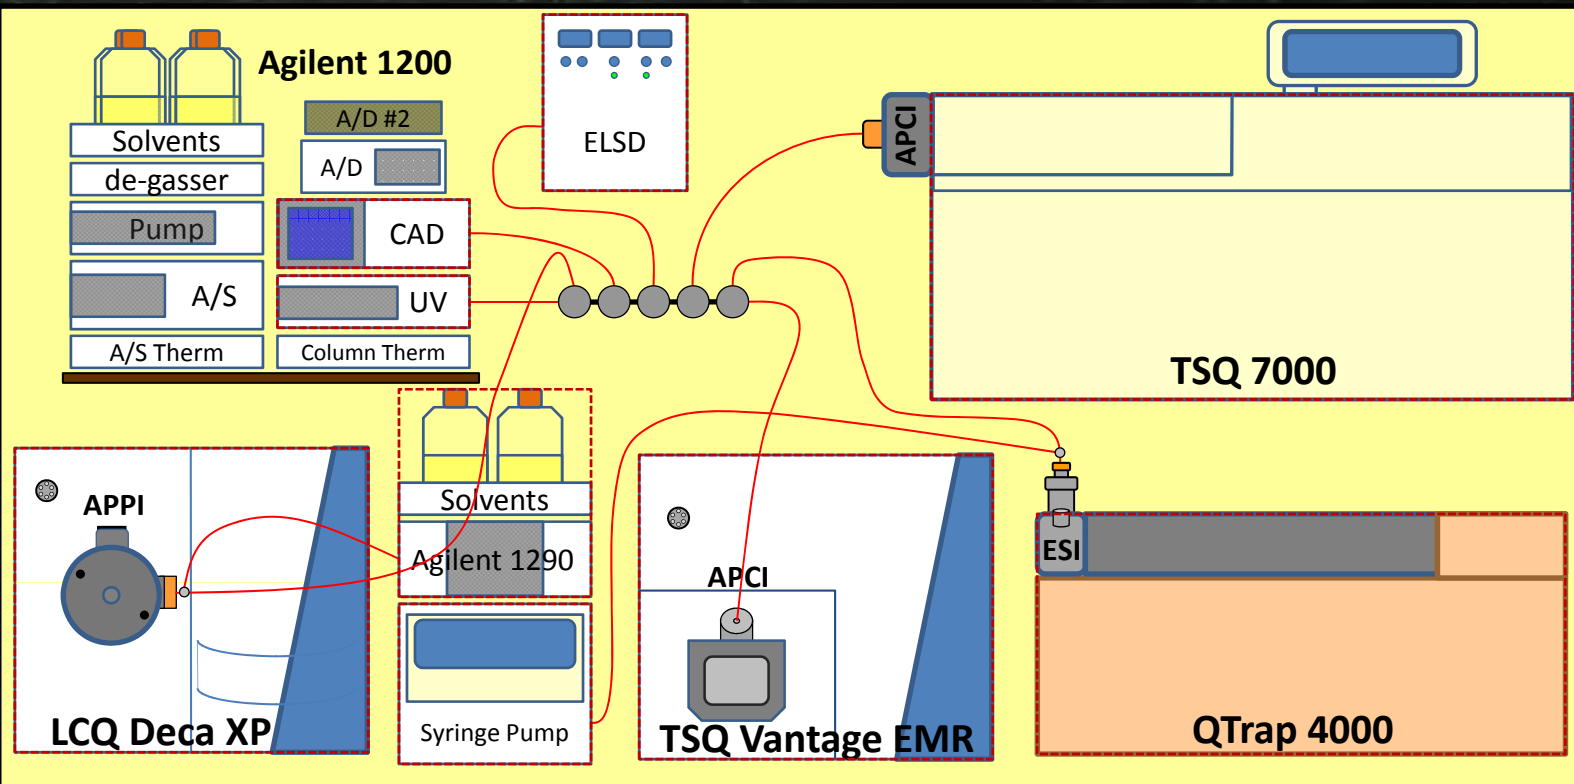 Agilent 1200
Solvents
de-gasser
Pump
A/S
A/S Therm
A/D #2
A/D
CAD
UV
Column Therm
ELSD
APCI
TSQ 7000
APPI
LCQ Deca XP
Solvents
Agilent 1290
Syringe Pump
APCI
TSQ Vantage EMR
ESI
QTrap 4000